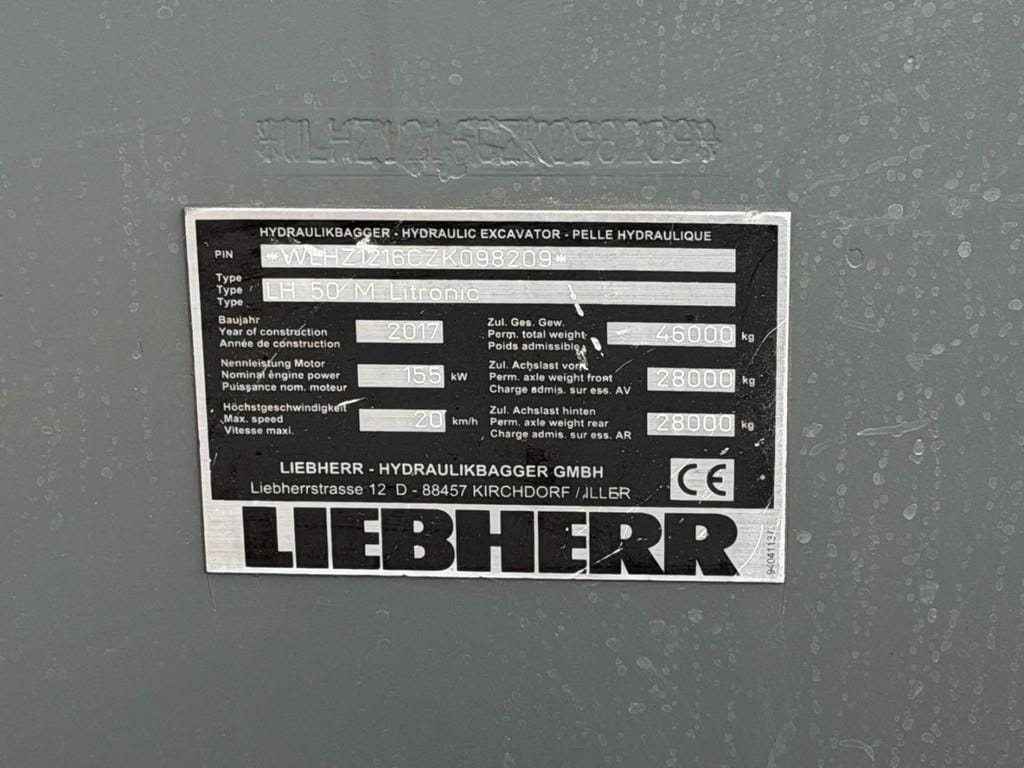 *WLHZ1216CZK098209*
HYDRAULIKBAGGER - HYDRAULIC EXCAVATOR - PELLE HYDRAULIQUE
PIN *WLHZ1216CZK098209*
Type
Type LH 50 M Litronic
Type
Baujahr
Year of construction 2017
Année de construction
Zul. Ges. Gew.
Perm. total weight 46000 kg
Poids admissible
Nennleistung Motor
Nominal engine power 155 kW
Puissance nom. moteur
Zul. Achslast vorn
Perm. axle weight front 28000 kg
Charge admis. sur ess. AV
Höchstgeschwindigkeit
Max. speed 20 km/h
Vitesse maxi.
Zul. Achslast hinten
Perm. axle weight rear 28000 kg
Charge admis. sur ess. AR
LIEBHERR - HYDRAULIKBAGGER GMBH
Liebherrstrasse 12 D - 88457 KIRCHDORF / ILLER
CE
LIEBHERR
94041137